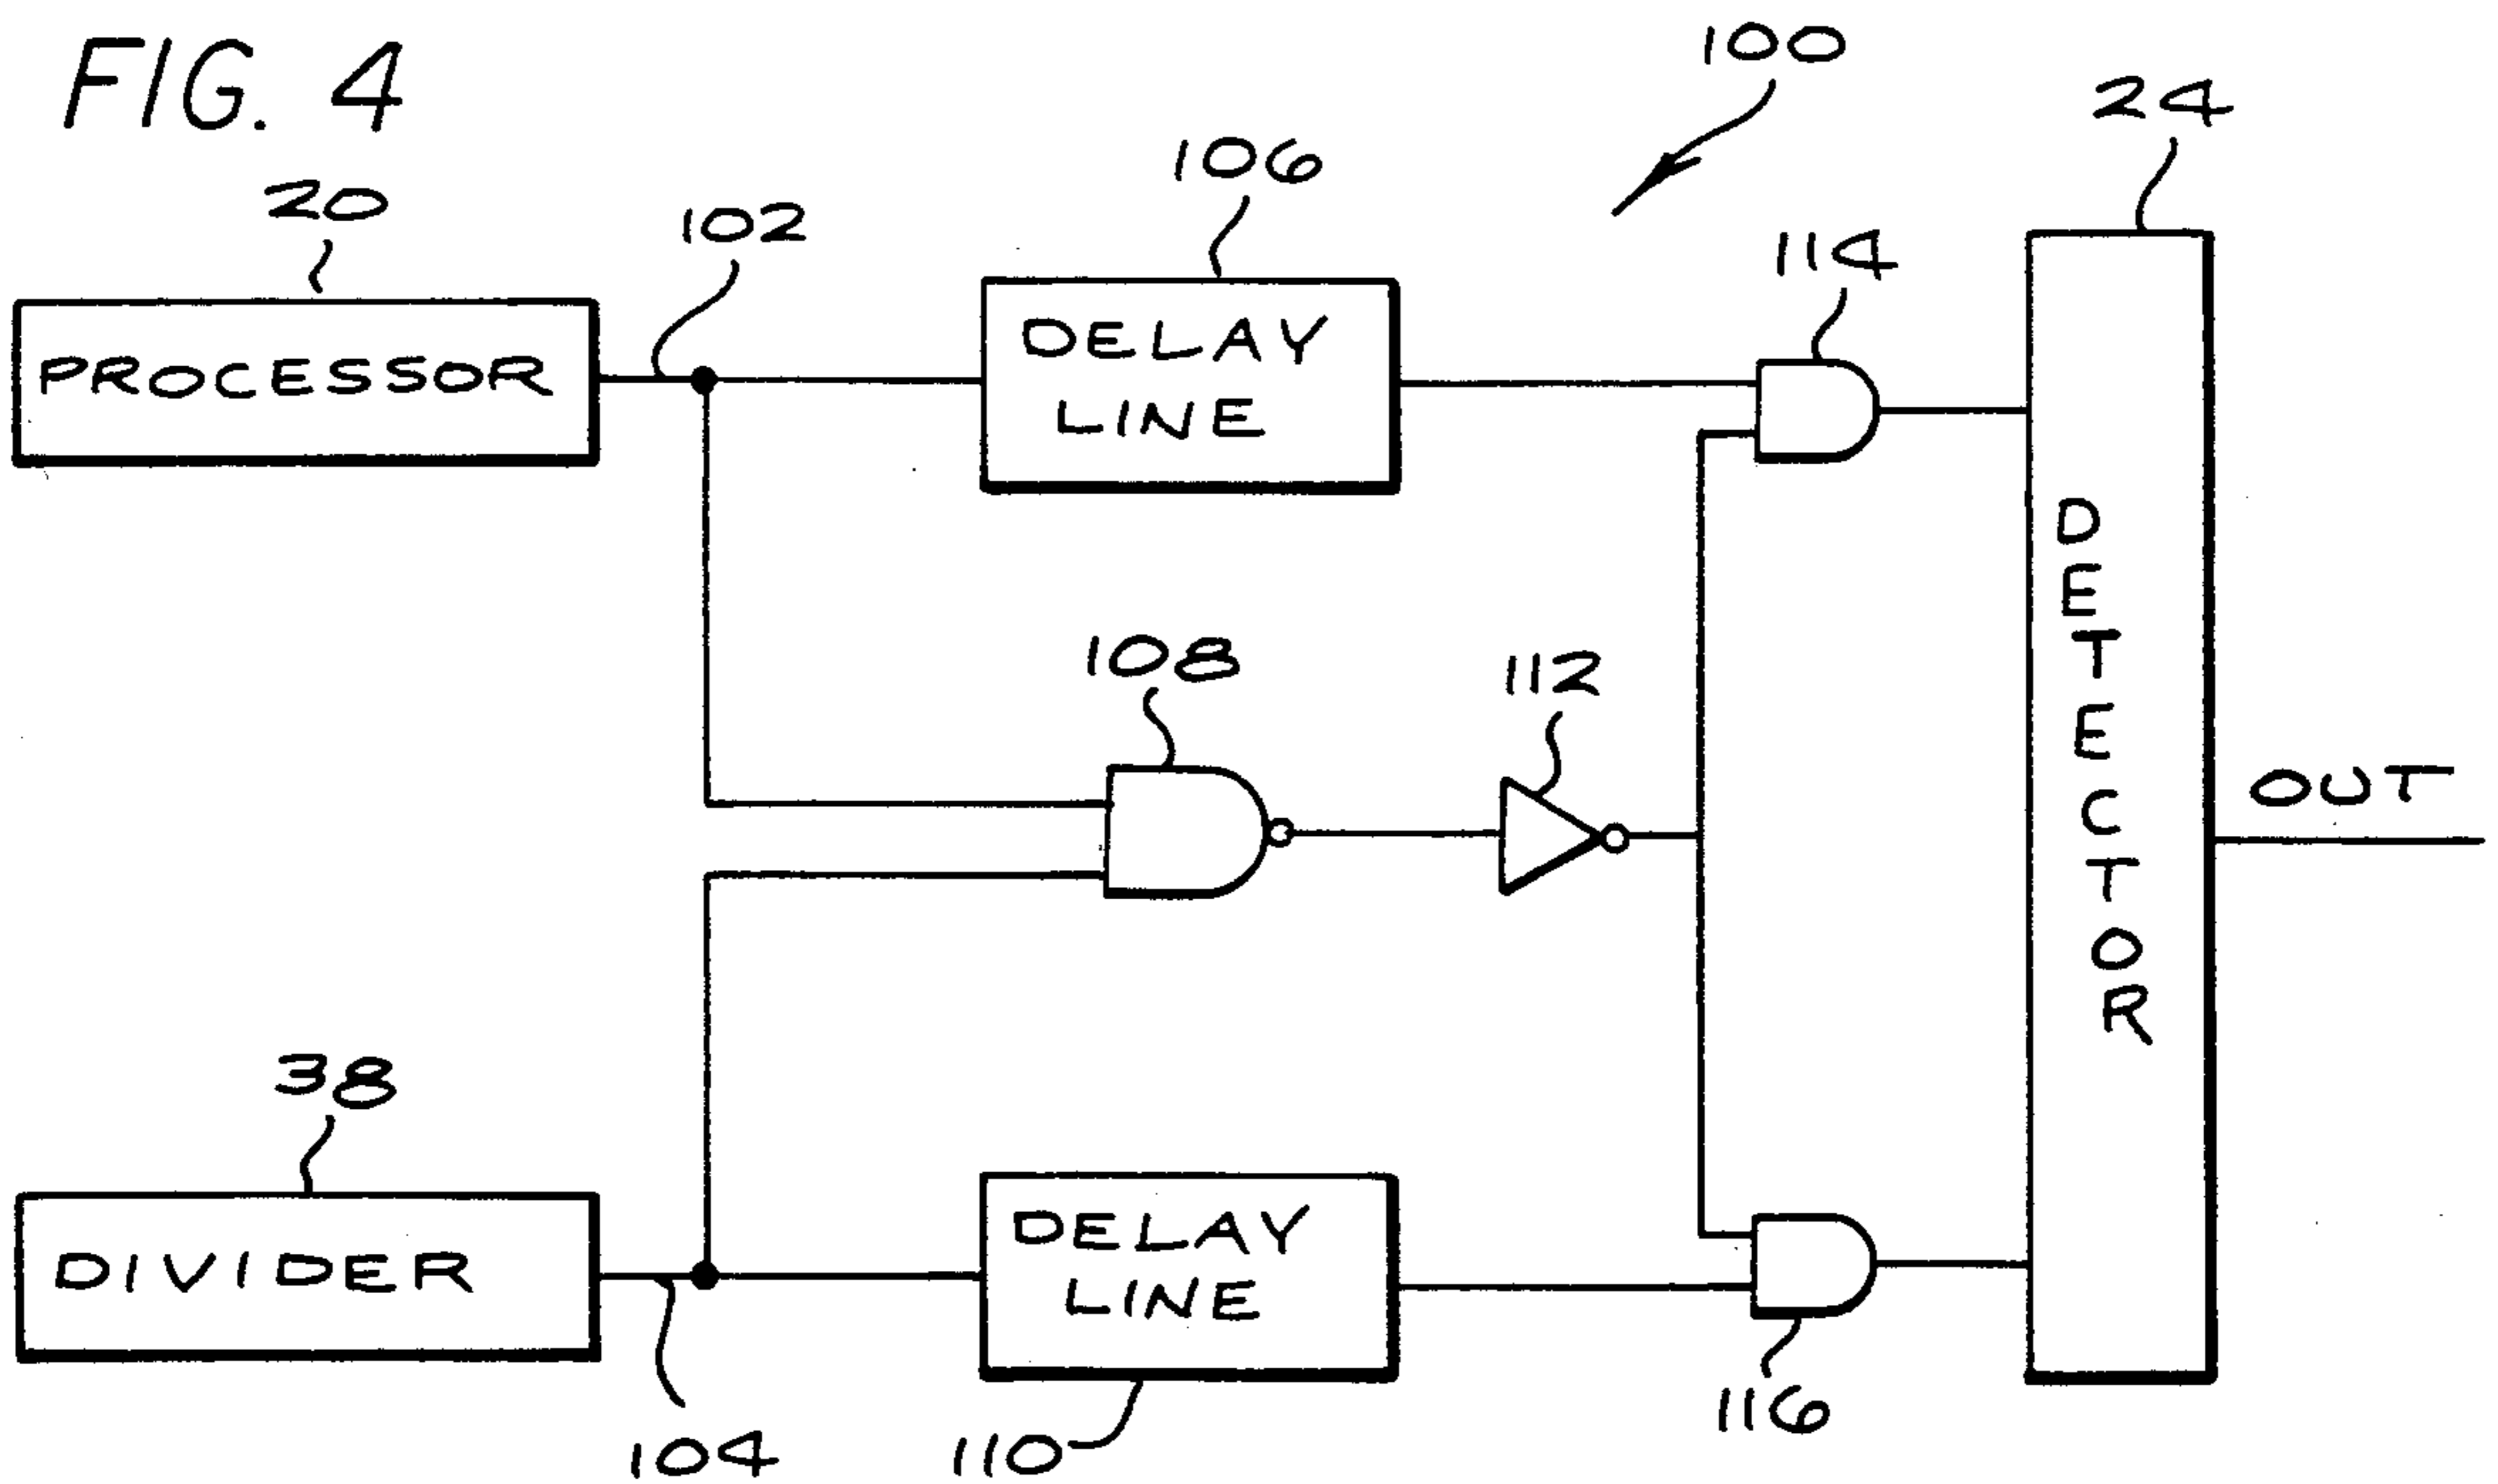 FIG. 4
100
24
106
20
102
114
PROCESSOR
DELAY
LINE
108
112
DETECTOR
OUT
38
DIVIDER
DELAY
LINE
104
110
116